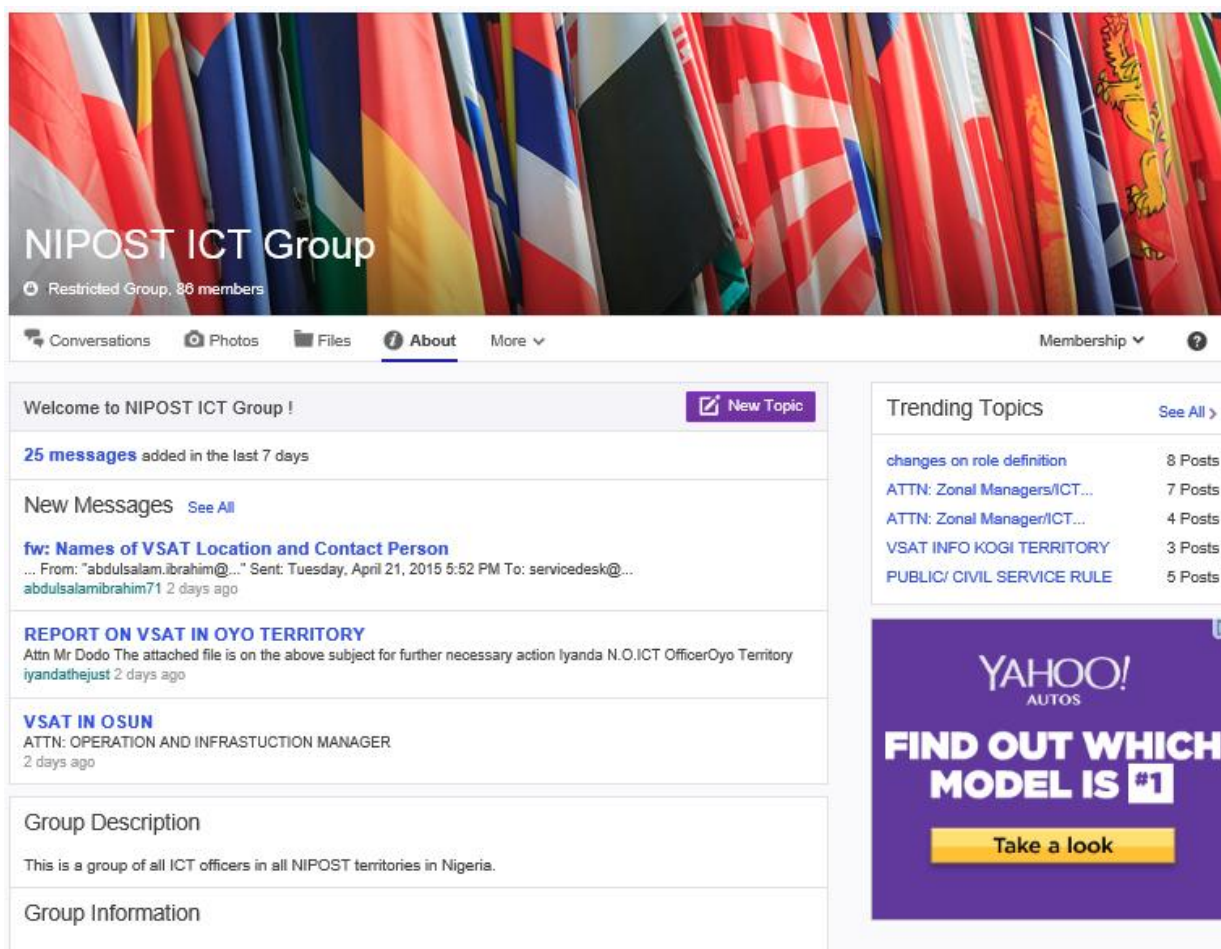 NIPOST ICT Group
Restricted Group, 86 members
Conversations Photos Files About More Membership
Welcome to NIPOST ICT Group !
New Topic
25 messages added in the last 7 days
New Messages See All
fw: Names of VSAT Location and Contact Person
... From: "abdulsalam.ibrahim@..." Sent: Tuesday, April 21, 2015 5:52 PM To: servicedesk@...
abdulsalamibrahim71 2 days ago
REPORT ON VSAT IN OYO TERRITORY
Attn Mr Dodo The attached file is on the above subject for further necessary action Iyanda N.O.ICT OfficerOyo Territory
iyandathejust 2 days ago
VSAT IN OSUN
ATTN: OPERATION AND INFRASTUCTION MANAGER
2 days ago
Group Description
This is a group of all ICT officers in all NIPOST territories in Nigeria.
Group Information
Trending Topics See All >
changes on role definition 8 Posts
ATTN: Zonal Managers/ICT... 7 Posts
ATTN: Zonal Manager/ICT... 4 Posts
VSAT INFO KOGI TERRITORY 3 Posts
PUBLIC/ CIVIL SERVICE RULE 5 Posts
YAHOO!
AUTOS
FIND OUT WHICH
MODEL IS #1
Take a look